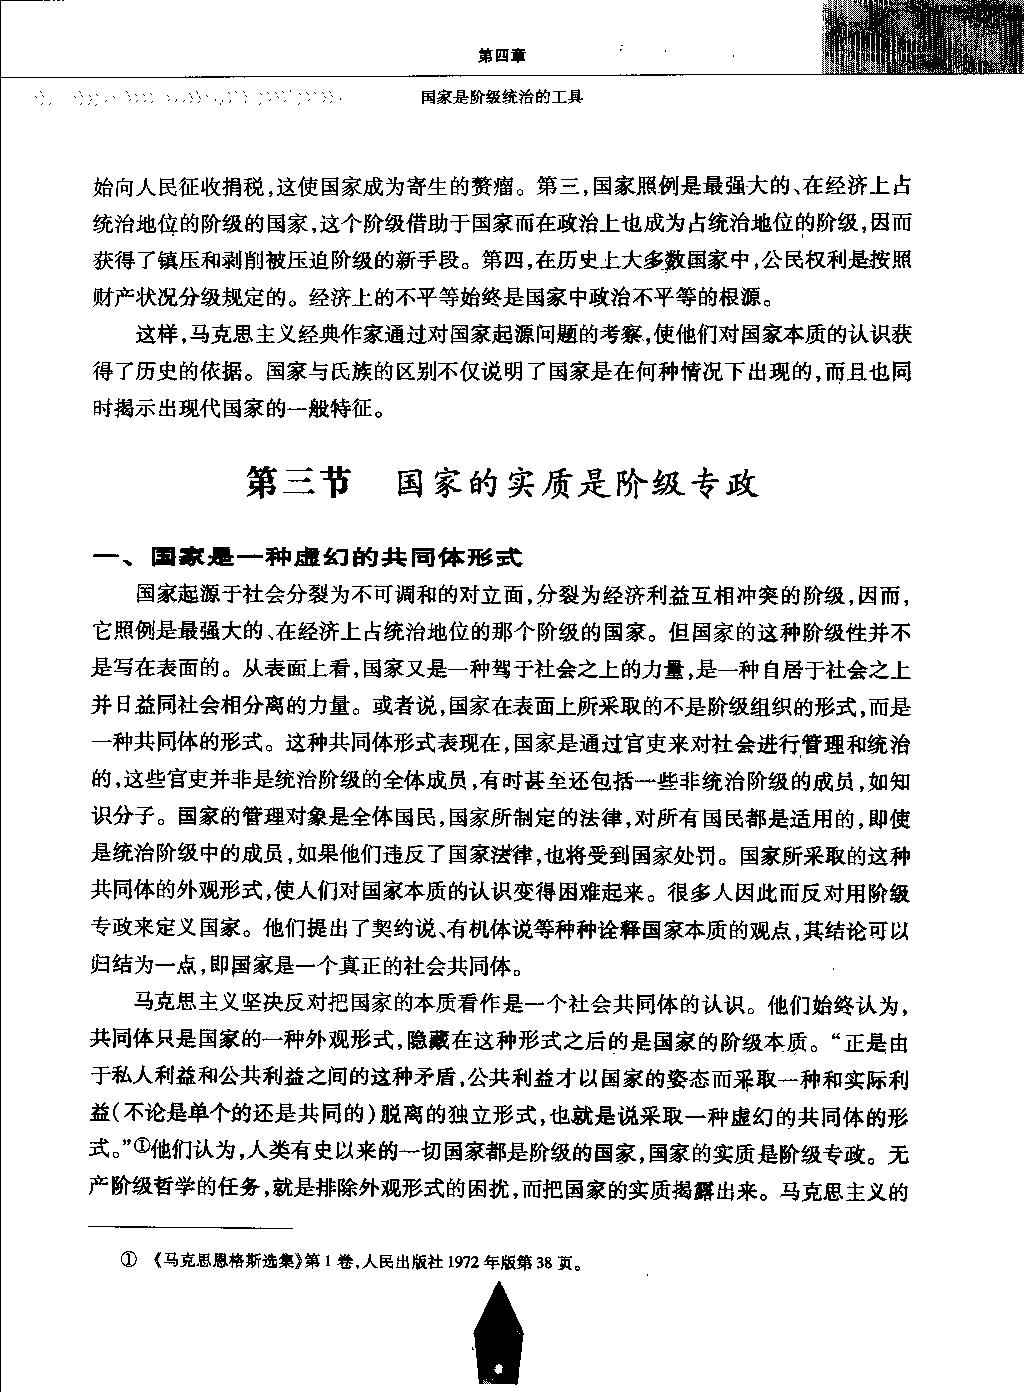 第四章
国家是阶级统治的工具
始向人民征收捐税,这使国家成为寄生的赘瘤。第三,国家照例是最强大的、在经济上占
统治地位的阶级的国家,这个阶级借助于国家而在政治上也成为占统治地位的阶级,因而
获得了镇压和剥削被压迫阶级的新手段。第四,在历史上大多数国家中,公民权利是按照
财产状况分级规定的。经济上的不平等始终是国家中政治不平等的根源。
这样,马克思主义经典作家通过对国家起源问题的考察,使他们对国家本质的认识获
得了历史的依据。国家与氏族的区别不仅说明了国家是在何种情况下出现的,而且也同
时揭示出现代国家的一般特征。
第三节 国家的实质是阶级专政
一、国家是一种虚幻的共同体形式
国家起源于社会分裂为不可调和的对立面,分裂为经济利益互相冲突的阶级,因而,
它照例是最强大的、在经济上占统治地位的那个阶级的国家。但国家的这种阶级性并不
是写在表面的。从表面上看,国家又是一种驾于社会之上的力量,是一种自居于社会之上
并日益同社会相分离的力量。或者说,国家在表面上所采取的不是阶级组织的形式,而是
一种共同体的形式。这种共同体形式表现在,国家是通过官吏来对社会进行管理和统治
的,这些官吏并非是统治阶级的全体成员,有时甚至还包括一些非统治阶级的成员,如知
识分子。国家的管理对象是全体国民,国家所制定的法律,对所有国民都是适用的,即使
是统治阶级中的成员,如果他们违反了国家法律,也将受到国家处罚。国家所采取的这种
共同体的外观形式,使人们对国家本质的认识变得困难起来。很多人因此而反对用阶级
专政来定义国家。他们提出了契约说、有机体说等种种诠释国家本质的观点,其结论可以
归结为一点,即国家是一个真正的社会共同体。
马克思主义坚决反对把国家的本质看作是一个社会共同体的认识。他们始终认为,
共同体只是国家的一种外观形式,隐藏在这种形式之后的是国家的阶级本质。“正是由
于私人利益和公共利益之间的这种矛盾,公共利益才以国家的姿态而采取一种和实际利
益(不论是单个的还是共同的)脱离的独立形式,也就是说采取一种虚幻的共同体的形
式。”①他们认为,人类有史以来的一切国家都是阶级的国家,国家的实质是阶级专政。无
产阶级哲学的任务,就是排除外观形式的困扰,而把国家的实质揭露出来。马克思主义的
① 《马克思恩格斯选集》第1卷,人民出版社1972年版第38页。